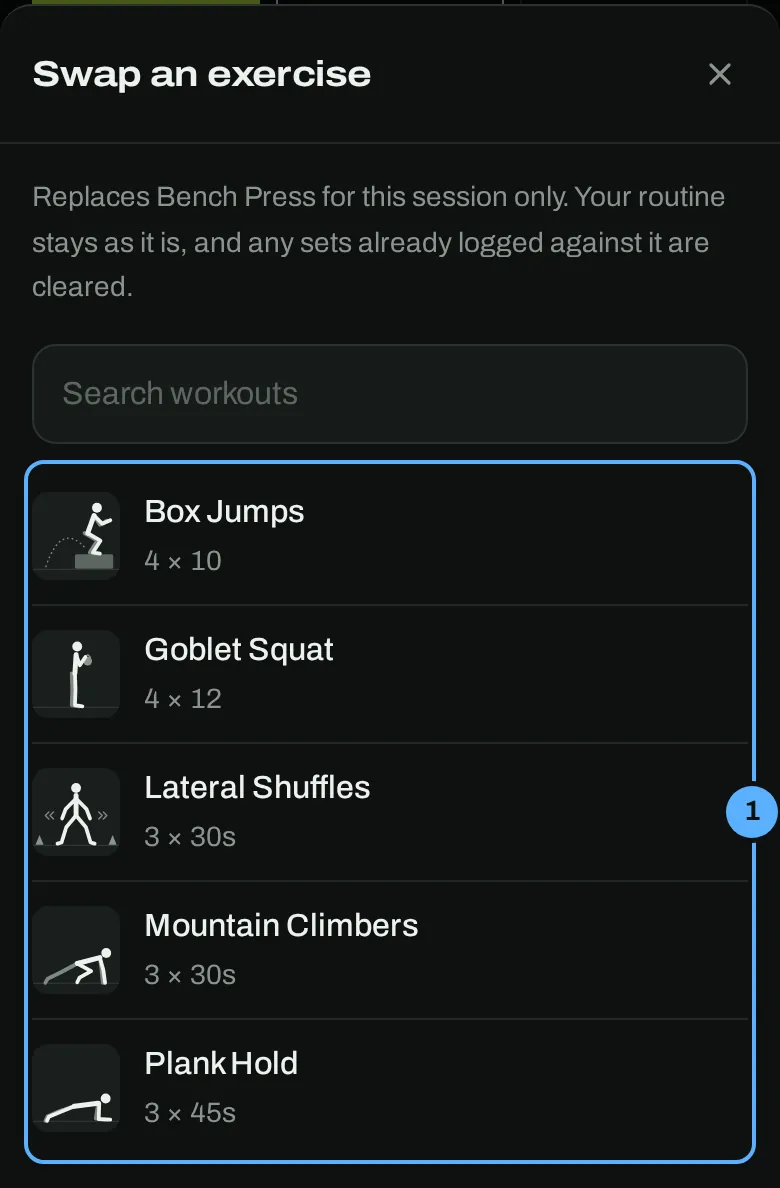 Swap an exercise
Replaces Bench Press for this session only. Your routine
stays as it is, and any sets already logged against it are
cleared.
Search workouts
Box Jumps
4 × 10
Goblet Squat
4 × 12
Lateral Shuffles
3 × 30s
1
Mountain Climbers
3 × 30s
Plank Hold
3 × 45s